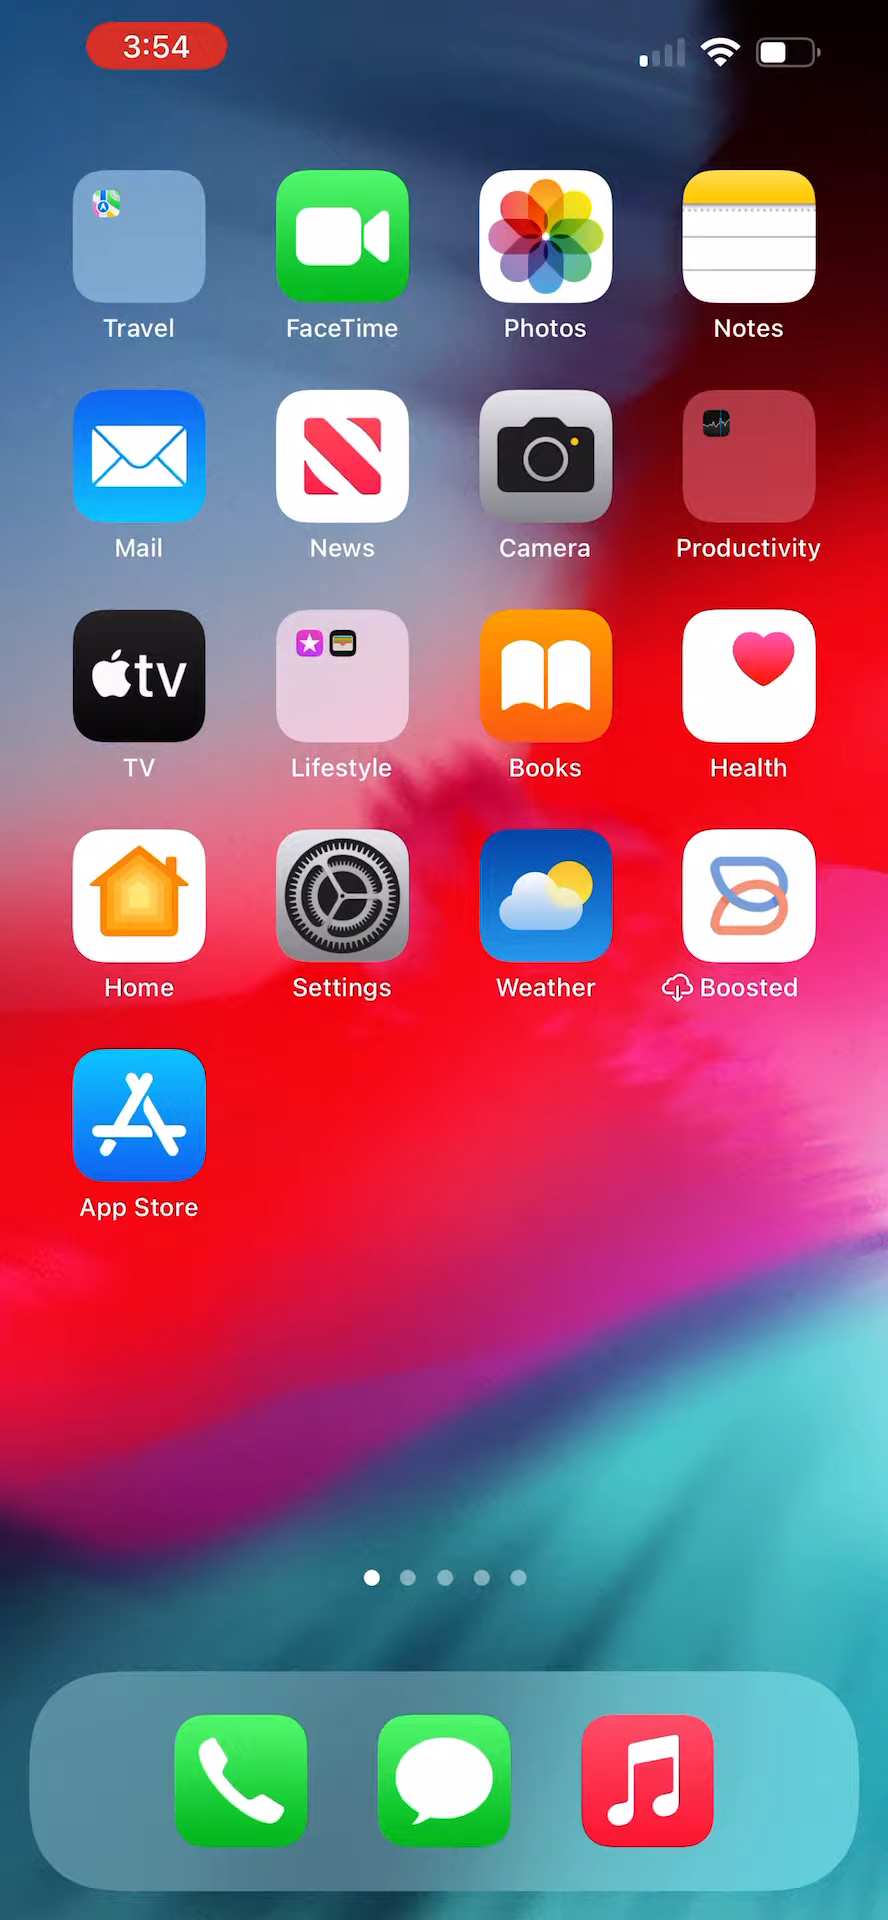 3:54
Travel
FaceTime
Photos
Notes
Mail
News
Camera
Productivity
tv
TV
Lifestyle
Books
Health
Home
Settings
Weather
Boosted
App Store